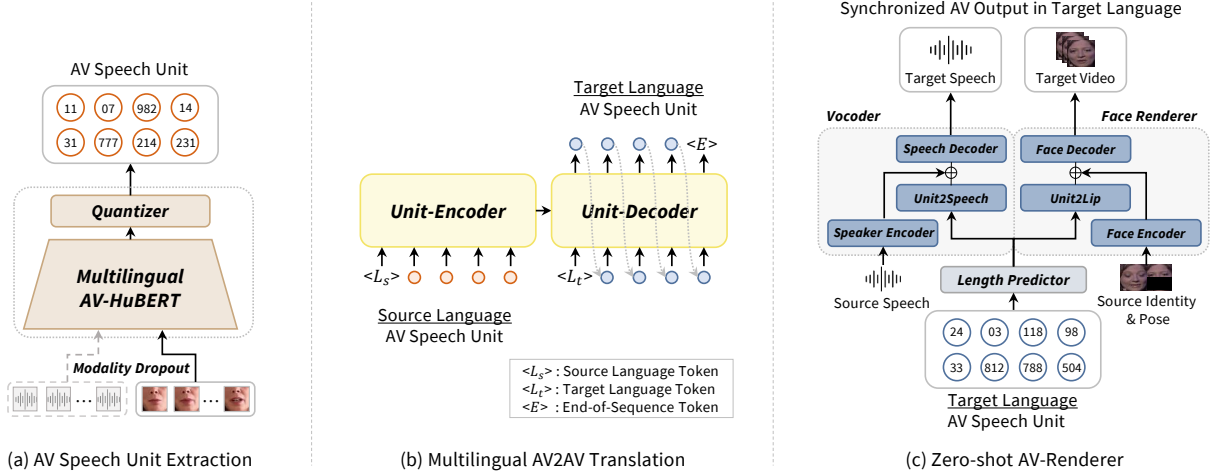 AV Speech Unit
11 07 982 14
31 777 214 231
Quantizer
Multilingual
AV-HuBERT
Modality Dropout
...
...
(a) AV Speech Unit Extraction
Target Language
AV Speech Unit
<E>
Unit-Encoder
Unit-Decoder
<Lₛ>
<Lₜ>
Source Language
AV Speech Unit
<Lₛ> : Source Language Token
<Lₜ> : Target Language Token
<E> : End-of-Sequence Token
(b) Multilingual AV2AV Translation
Synchronized AV Output in Target Language
Target Speech
Target Video
Vocoder
Face Renderer
Speech Decoder
Face Decoder
Unit2Speech
Unit2Lip
Speaker Encoder
Face Encoder
Source Speech
Length Predictor
Source Identity
& Pose
24 03 118 98
33 812 788 504
Target Language
AV Speech Unit
(c) Zero-shot AV-Renderer